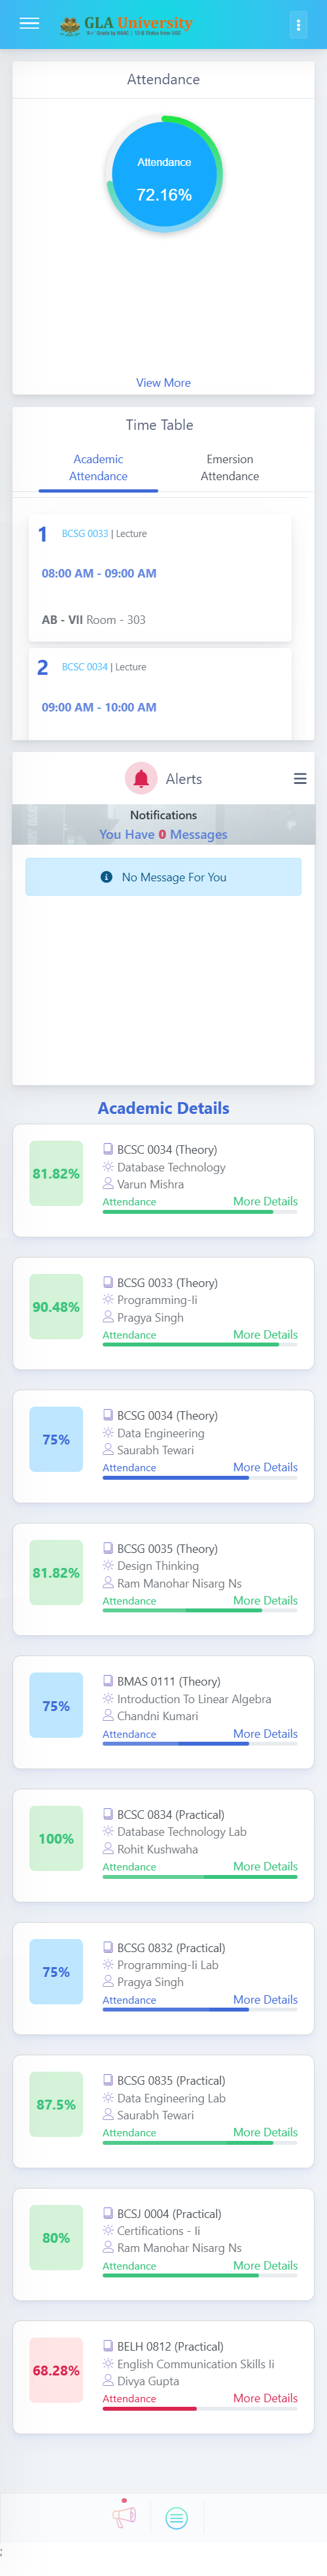 GLA University
Attendance
Attendance
72.16%
View More
Time Table
Academic
Attendance
Emersion
Attendance
1
BCSG 0033 | Lecture
08:00 AM - 09:00 AM
AB - VII Room - 303
2
BCSC 0034 | Lecture
09:00 AM - 10:00 AM
Alerts
Notifications
You Have 0 Messages
No Message For You
Academic Details
81.82%
BCSC 0034 (Theory)
Database Technology
Varun Mishra
Attendance More Details
90.48%
BCSG 0033 (Theory)
Programming-Ii
Pragya Singh
Attendance More Details
75%
BCSG 0034 (Theory)
Data Engineering
Saurabh Tewari
Attendance More Details
81.82%
BCSG 0035 (Theory)
Design Thinking
Ram Manohar Nisarg Ns
Attendance More Details
75%
BMAS 0111 (Theory)
Introduction To Linear Algebra
Chandni Kumari
Attendance More Details
100%
BCSC 0834 (Practical)
Database Technology Lab
Rohit Kushwaha
Attendance More Details
75%
BCSG 0832 (Practical)
Programming-Ii Lab
Pragya Singh
Attendance More Details
87.5%
BCSG 0835 (Practical)
Data Engineering Lab
Saurabh Tewari
Attendance More Details
80%
BCSJ 0004 (Practical)
Certifications - Ii
Ram Manohar Nisarg Ns
Attendance More Details
68.28%
BELH 0812 (Practical)
English Communication Skills Ii
Divya Gupta
Attendance More Details
;